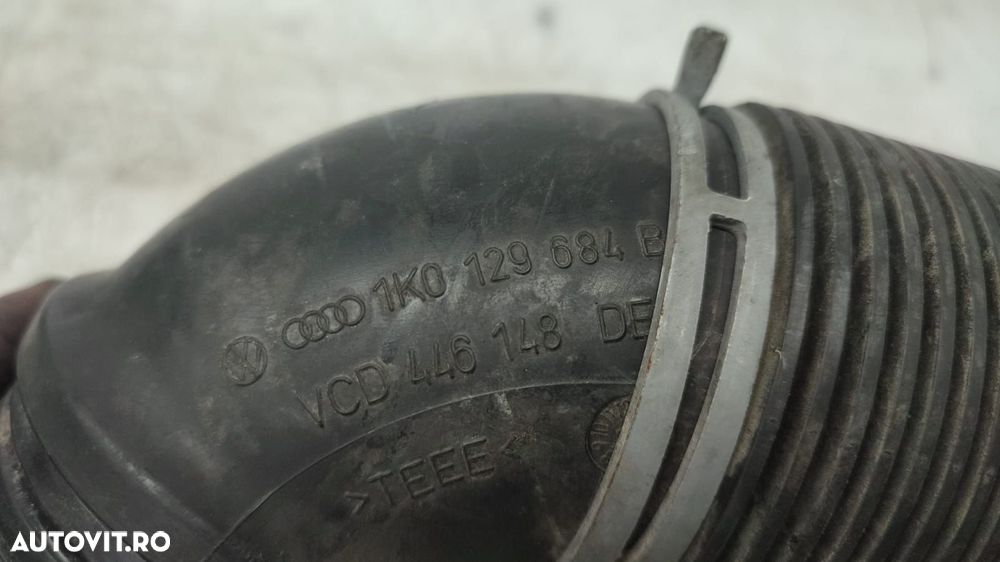 1K0 129 684 B
VCD 446 148 DE
>TEEE<
AUTOVIT.RO